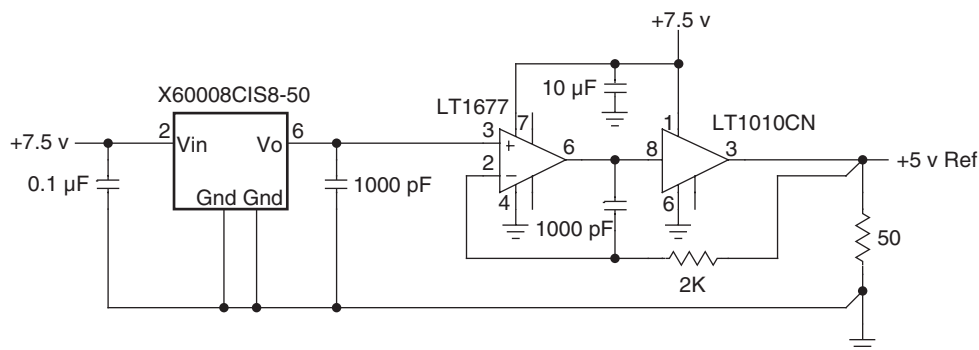 +7.5 v
X60008CIS8-50
10 µF
LT1677
LT1010CN
7
1
+7.5 v
2
Vin
Vo
6
3
+
6
8
3
+5 v Ref
2
–
0.1 µF
1000 pF
Gnd Gnd
4
6
1000 pF
50
2K